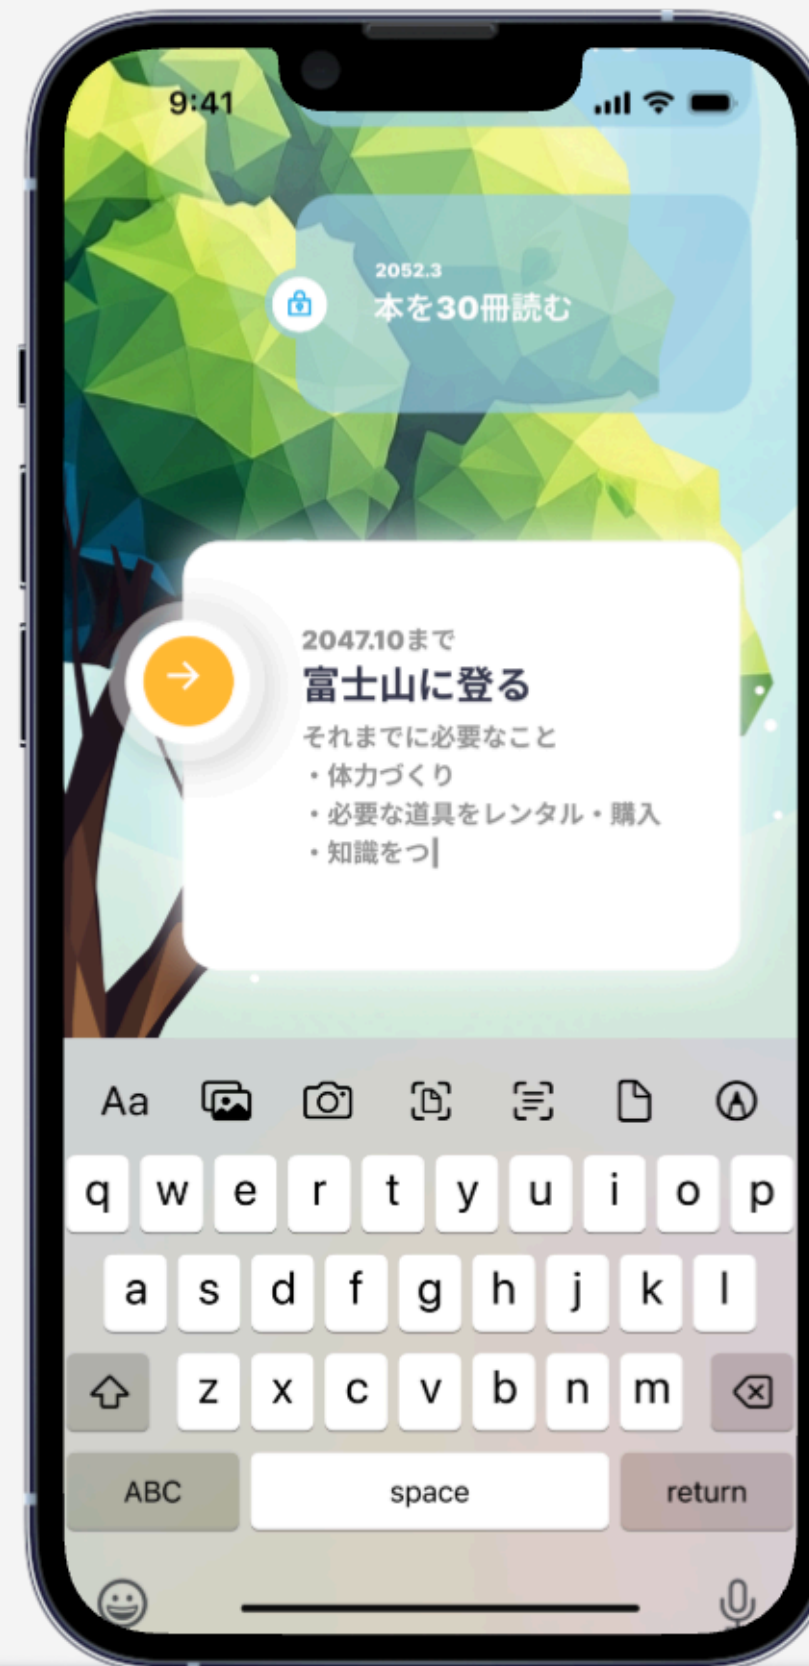 9:41
2052.3
本を30冊読む
2047.10まで
富士山に登る
それまでに必要なこと
・体力づくり
・必要な道具をレンタル・購入
・知識をつ
Aa
q w e r t y u i o p
a s d f g h j k l
z x c v b n m
ABC space return